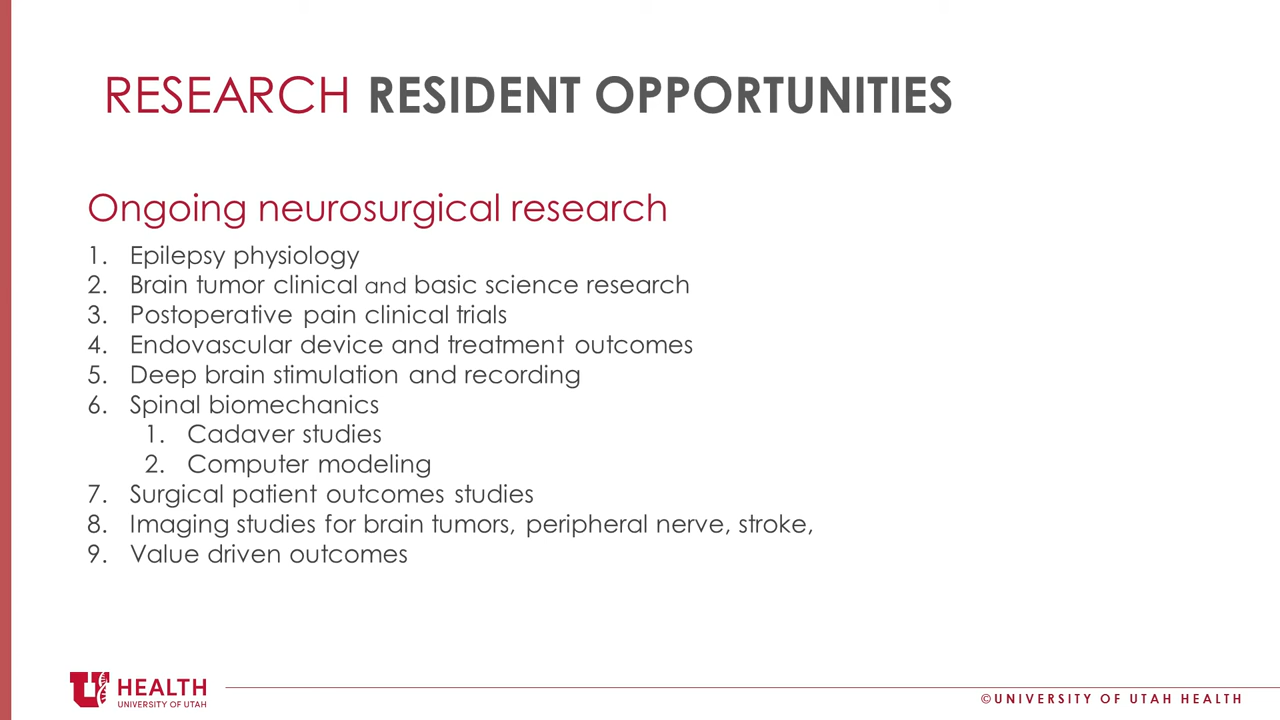 RESEARCH RESIDENT OPPORTUNITIES
Ongoing neurosurgical research
1. Epilepsy physiology
2. Brain tumor clinical and basic science research
3. Postoperative pain clinical trials
4. Endovascular device and treatment outcomes
5. Deep brain stimulation and recording
6. Spinal biomechanics
1. Cadaver studies
2. Computer modeling
7. Surgical patient outcomes studies
8. Imaging studies for brain tumors, peripheral nerve, stroke,
9. Value driven outcomes
U HEALTH
UNIVERSITY OF UTAH
©UNIVERSITY OF UTAH HEALTH